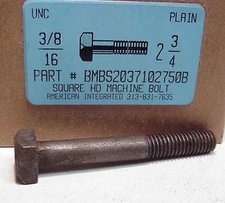 UNC PLAIN
3/8 16 2 3/4
PART # BMBS2037102750B
SQUARE HD MACHINE BOLT
AMERICAN INTEGRATED 313-831-7635